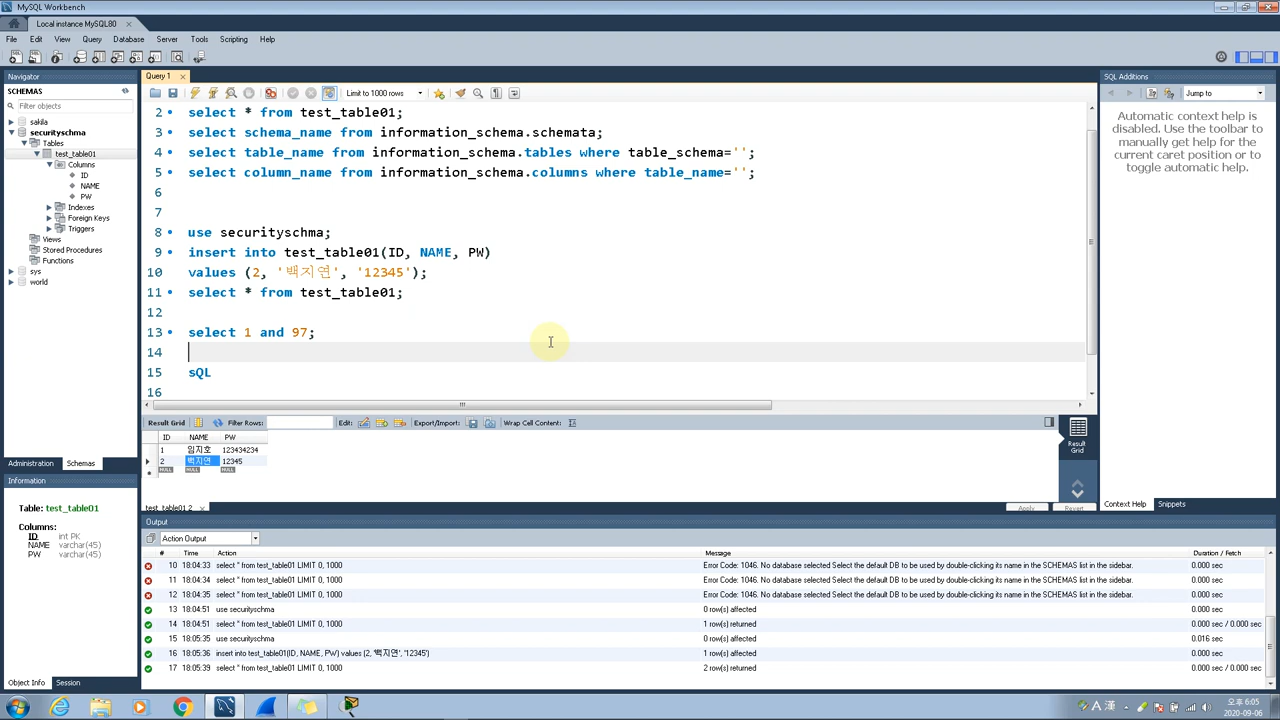 MySQL Workbench
Local instance MySQL80
File Edit View Query Database Server Tools Scripting Help
Navigator
SCHEMAS
Filter objects
sakila
securityschma
Tables
test_table01
Columns
ID
NAME
PW
Indexes
Foreign Keys
Triggers
Views
Stored Procedures
Functions
sys
world
Administration Schemas
Information
Table: test_table01
Columns:
ID int PK
NAME varchar(45)
PW varchar(45)
Object Info Session
Query 1
Limit to 1000 rows
2 select * from test_table01;
3 select schema_name from information_schema.schemata;
4 select table_name from information_schema.tables where table_schema='';
5 select column_name from information_schema.columns where table_name='';
6
7
8 use securityschma;
9 insert into test_table01(ID, NAME, PW)
10 values (2, '백지연', '12345');
11 select * from test_table01;
12
13 select 1 and 97;
14
15 sQL
16
Result Grid Filter Rows: Edit: Export/Import: Wrap Cell Content:
ID NAME PW
1 임지호 123434234
2 백지연 12345
NULL NULL NULL
Result Grid
test_table01 2
Apply Revert
SQL Additions
Jump to
Automatic context help is
disabled. Use the toolbar to
manually get help for the
current caret position or to
toggle automatic help.
Context Help Snippets
Output
Action Output
# Time Action Message Duration / Fetch
10 18:04:33 select * from test_table01 LIMIT 0, 1000 Error Code: 1046. No database selected Select the default DB to be used by double-clicking its name in the SCHEMAS list in the sidebar. 0.000 sec
11 18:04:34 select * from test_table01 LIMIT 0, 1000 Error Code: 1046. No database selected Select the default DB to be used by double-clicking its name in the SCHEMAS list in the sidebar. 0.000 sec
12 18:04:35 select * from test_table01 LIMIT 0, 1000 Error Code: 1046. No database selected Select the default DB to be used by double-clicking its name in the SCHEMAS list in the sidebar. 0.000 sec
13 18:04:51 use securityschma 0 row(s) affected 0.000 sec
14 18:04:51 select * from test_table01 LIMIT 0, 1000 1 row(s) returned 0.000 sec / 0.000 sec
15 18:05:35 use securityschma 0 row(s) affected 0.016 sec
16 18:05:36 insert into test_table01(ID, NAME, PW) values (2, '백지연', '12345') 1 row(s) affected 0.000 sec
17 18:05:39 select * from test_table01 LIMIT 0, 1000 2 row(s) returned 0.000 sec / 0.000 sec
A 漢
오후 6:05
2020-09-06